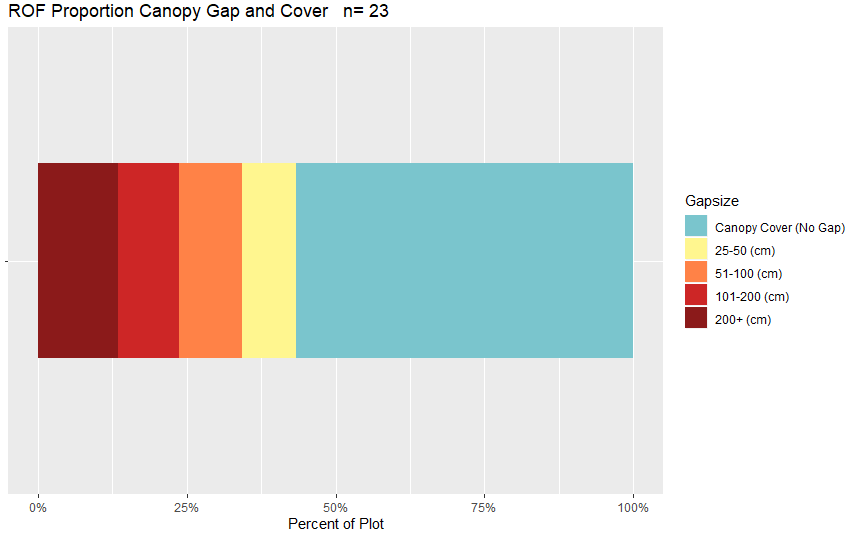 ROF Proportion Canopy Gap and Cover   n= 23
Gapsize
Canopy Cover (No Gap)
25-50 (cm)
51-100 (cm)
101-200 (cm)
200+ (cm)
0%
25%
50%
75%
100%
Percent of Plot